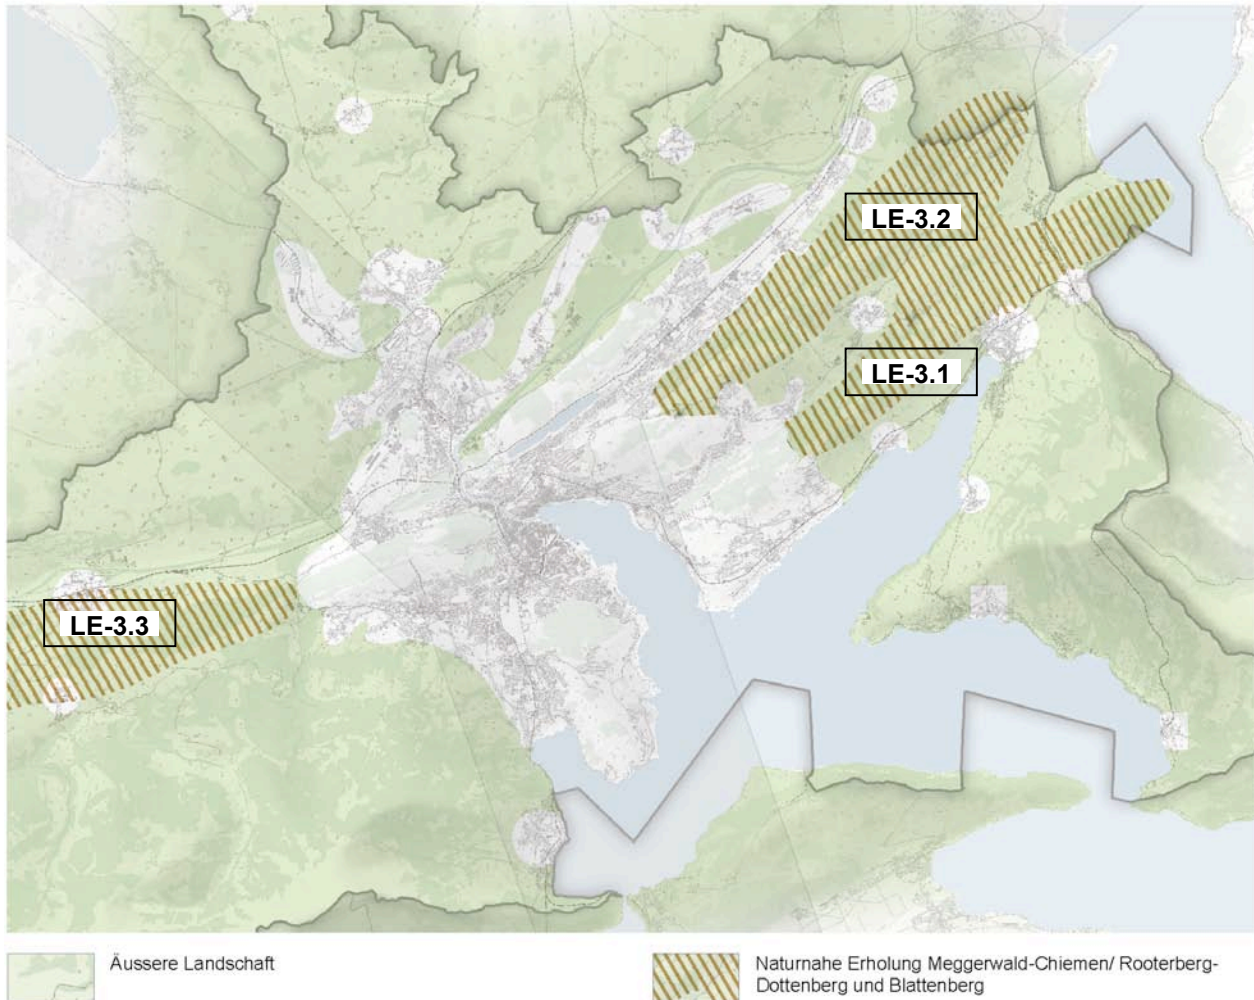 LE-3.2
LE-3.1
LE-3.3
Äussere Landschaft
Naturnahe Erholung Meggerwald-Chiemen/ Rooterberg-
Dottenberg und Blattenberg